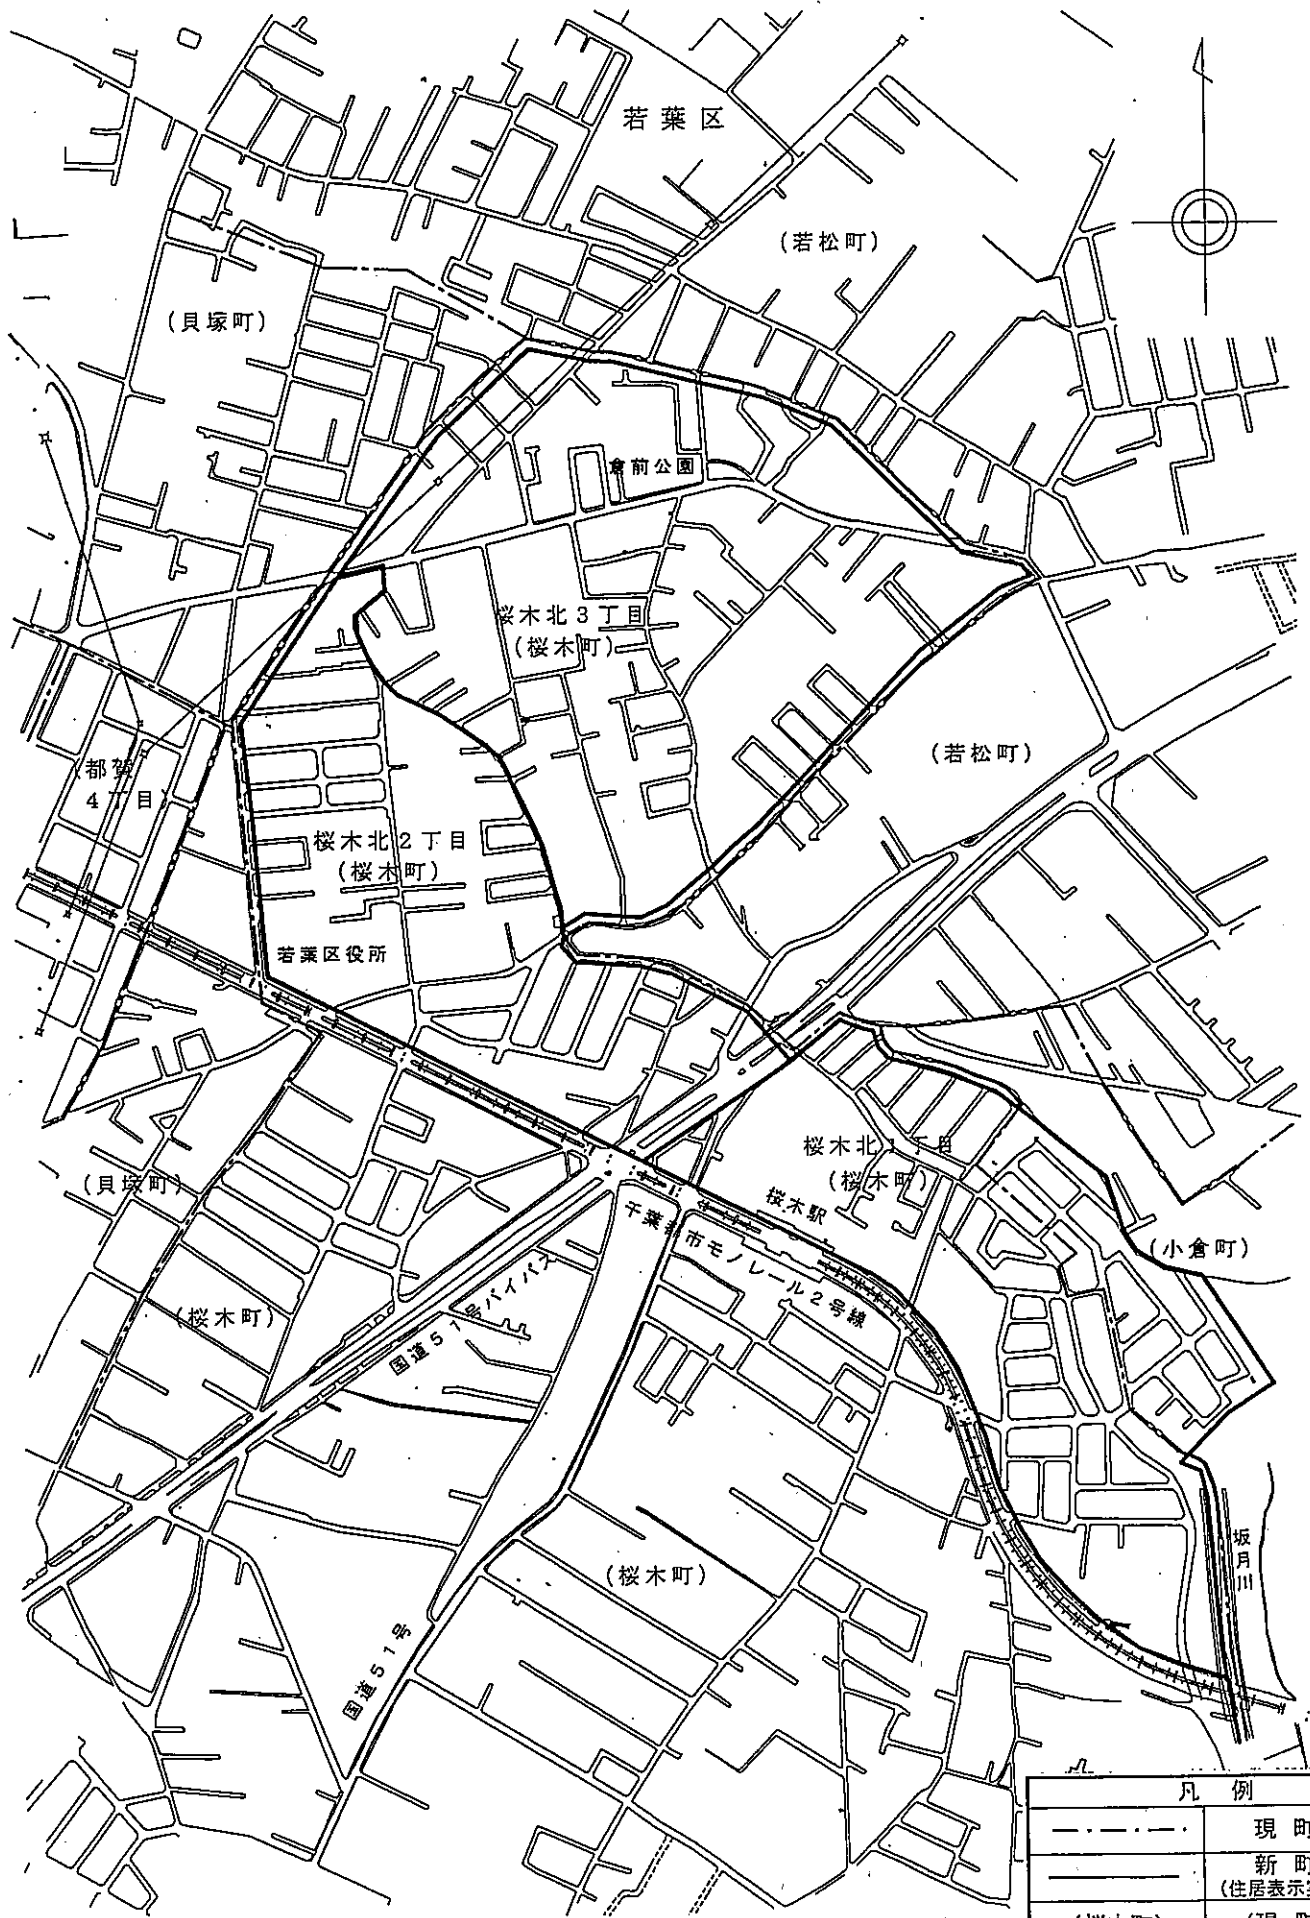 若葉区
(若松町)
(貝塚町)
倉前公園
桜木北3丁目
(桜木町)
(若松町)
(都賀
4丁目)
桜木北2丁目
(桜木町)
若葉区役所
桜木北1丁目
(桜木町)
(貝塚町)
桜木駅
千葉都市モノレール2号線
(小倉町)
国道51号バイパス
(桜木町)
坂月川
(桜木町)
国道51号
凡例
現町
新町
(住居表示